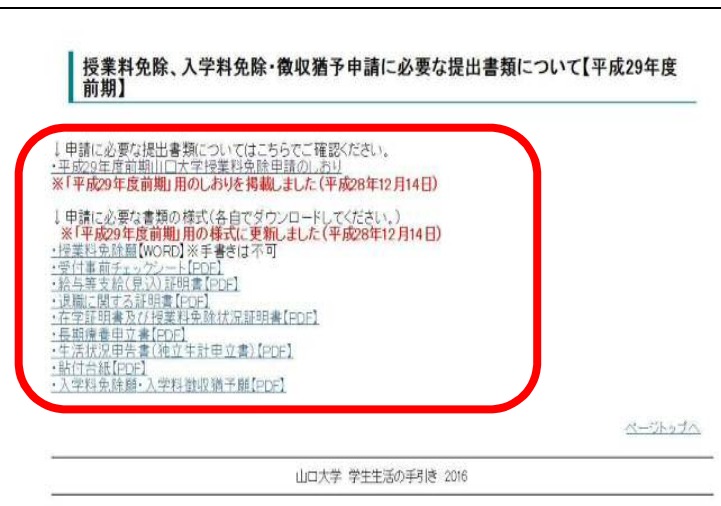 授業料免除、入学料免除・徴収猶予申請に必要な提出書類について【平成29年度
前期】
↓申請に必要な提出書類についてはこちらでご確認ください。
・平成29年度前期山口大学授業料免除申請のしおり
※「平成29年度前期」用のしおりを掲載しました(平成28年12月14日)
↓申請に必要な書類の様式(各自でダウンロードしてください。)
※「平成29年度前期」用の様式に更新しました(平成28年12月14日)
・授業料免除願【WORD】※手書きは不可
・受付事前チェックシート【PDF】
・給与等支給(見込)証明書【PDF】
・退職に関する証明書【PDF】
・在学証明書及び授業料免除状況証明書【PDF】
・長期療養申立書【PDF】
・生活状況申告書(独立生計申立書)【PDF】
・貼付台紙【PDF】
・入学料免除願・入学料徴収猶予願【PDF】
ページトップへ
山口大学 学生生活の手引き 2016